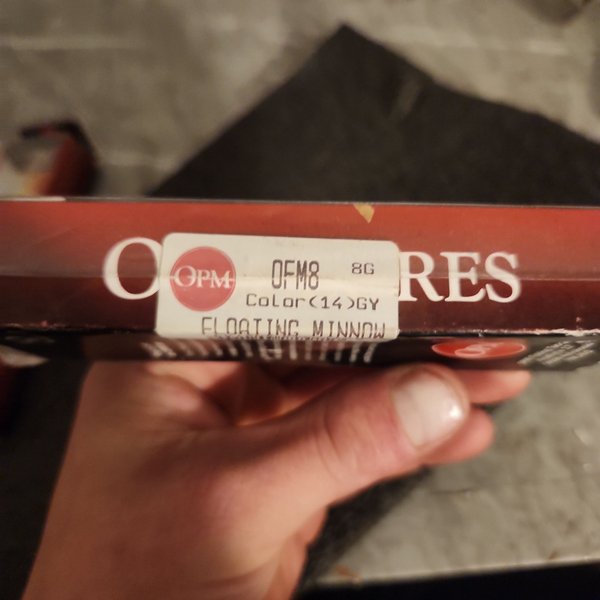 O RES
OPM
OFM8 8G
Color(14)GY
FLOATING MINNOW